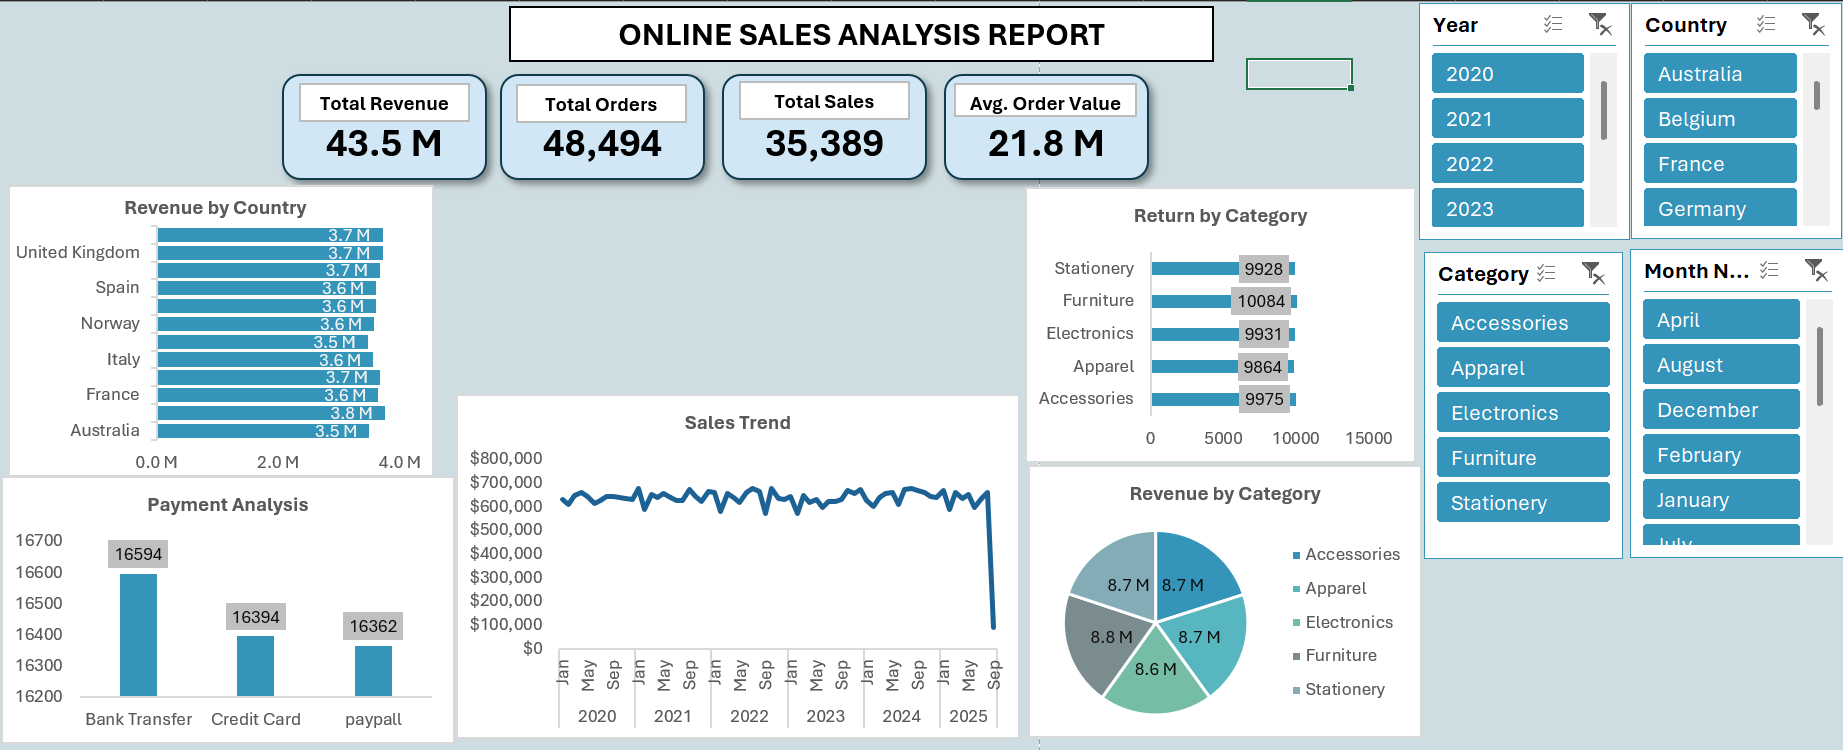 ONLINE SALES ANALYSIS REPORT
Total Revenue
43.5 M
Total Orders
48,494
Total Sales
35,389
Avg. Order Value
21.8 M
Year
2020
2021
2022
2023
Country
Australia
Belgium
France
Germany
Category
Accessories
Apparel
Electronics
Furniture
Stationery
Month N...
April
August
December
February
January
July
Revenue by Country
3.7 M
United Kingdom 3.7 M
3.7 M
Spain 3.6 M
3.6 M
Norway 3.6 M
3.5 M
Italy 3.6 M
3.7 M
France 3.6 M
3.8 M
Australia 3.5 M
0.0 M 2.0 M 4.0 M
Payment Analysis
16700
16600
16500
16400
16300
16200
16594
16394
16362
Bank Transfer Credit Card paypall
Sales Trend
$800,000
$700,000
$600,000
$500,000
$400,000
$300,000
$200,000
$100,000
$0
Jan May Sep Jan May Sep Jan May Sep Jan May Sep Jan May Sep Jan May Sep
2020 2021 2022 2023 2024 2025
Return by Category
Stationery 9928
Furniture 10084
Electronics 9931
Apparel 9864
Accessories 9975
0 5000 10000 15000
Revenue by Category
8.7 M 8.7 M
8.8 M 8.7 M
8.6 M
Accessories
Apparel
Electronics
Furniture
Stationery